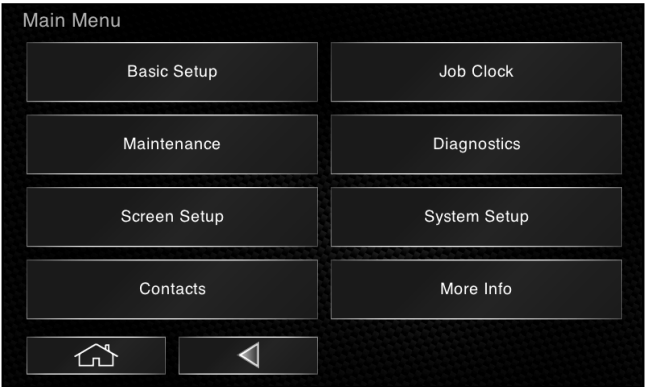 Main Menu
Basic Setup
Job Clock
Maintenance
Diagnostics
Screen Setup
System Setup
Contacts
More Info